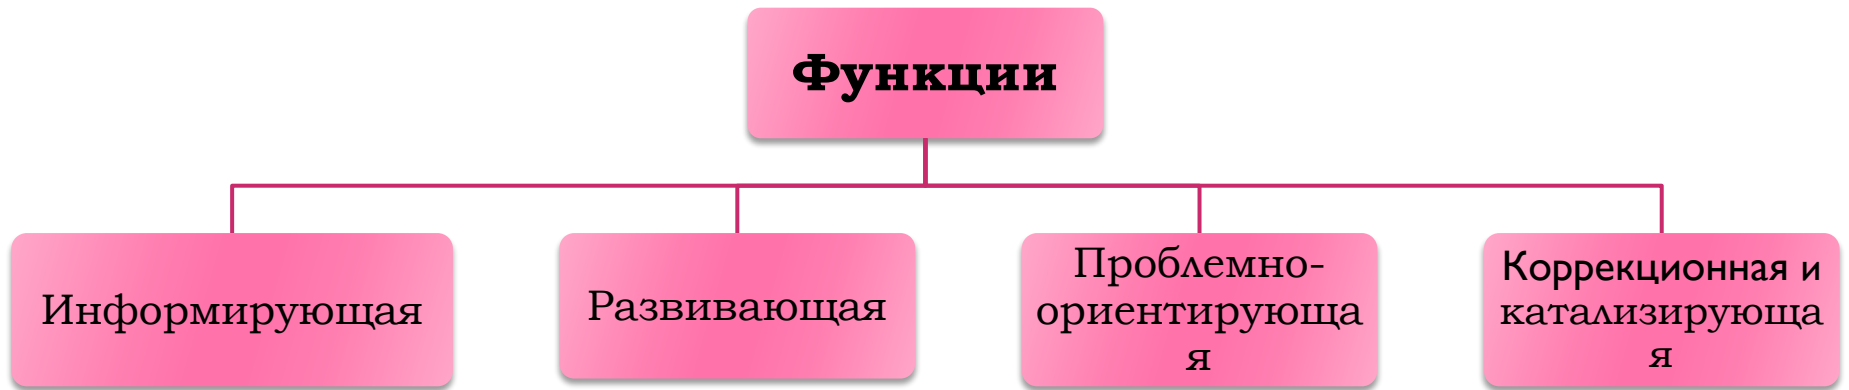 Функции
Информирующая
Развивающая
Проблемно-
ориентирующа
я
Коррекционная и
катализирующа
я